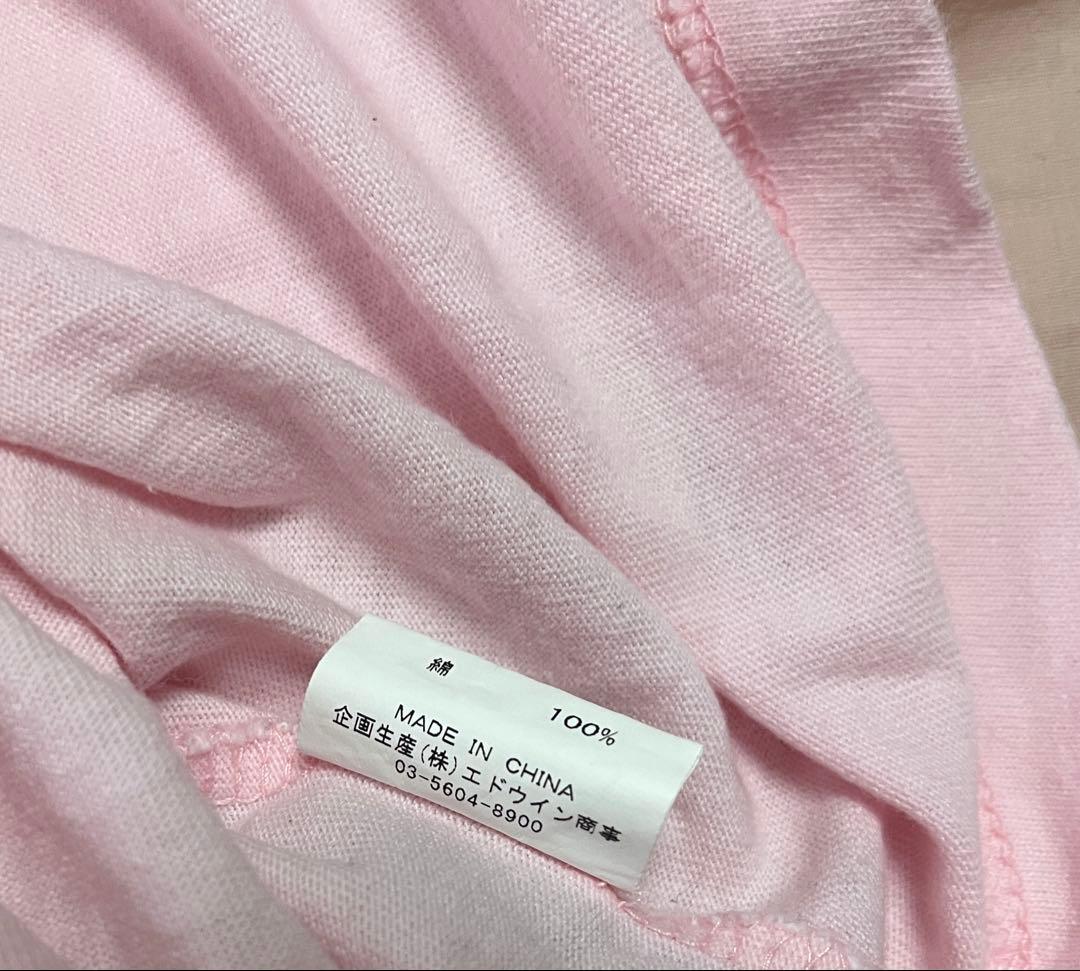 綿 100%
MADE IN CHINA
企画生産(株)エドウイン商事
03-5604-8900